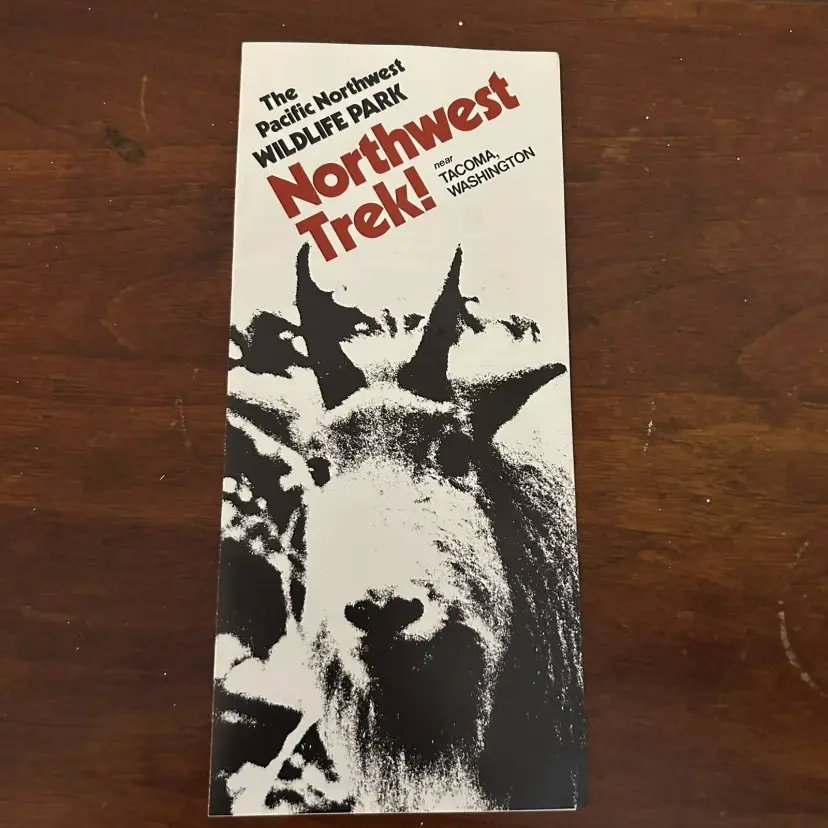 The
Pacific Northwest
WILDLIFE PARK
Northwest
Trek!
near
TACOMA,
WASHINGTON